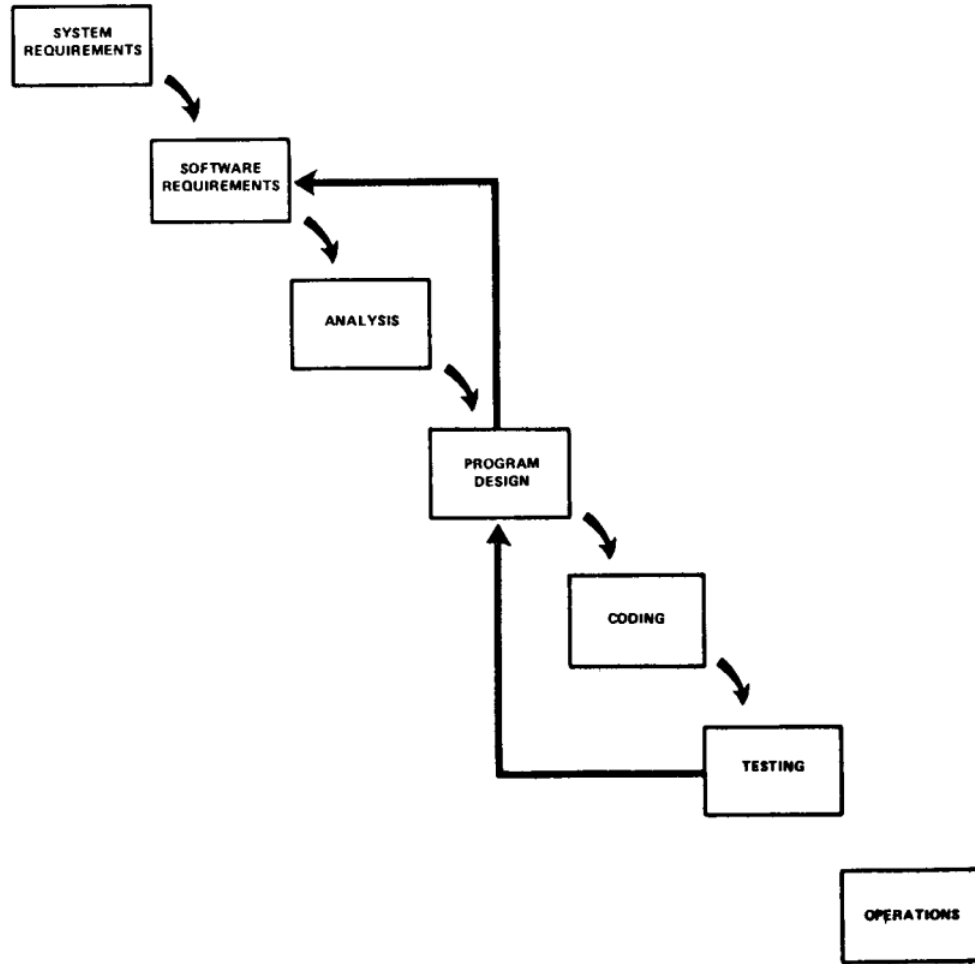 SYSTEM
REQUIREMENTS
SOFTWARE
REQUIREMENTS
ANALYSIS
PROGRAM
DESIGN
CODING
TESTING
OPERATIONS